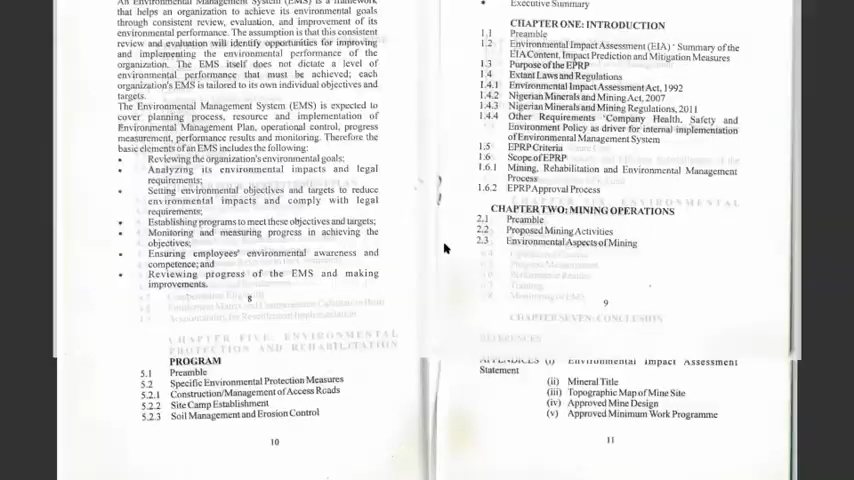 An Environmental Management System (EMS) is a framework
that helps an organization to achieve its environmental goals
through consistent review, evaluation, and improvement of its
environmental performance. The assumption is that this consistent
review and evaluation will identify opportunities for improving
and implementing the environmental performance of the
organization. The EMS itself does not dictate a level of
environmental performance that must be achieved; each
organization's EMS is tailored to its own individual objectives and
targets.
The Environmental Management System (EMS) is expected to
cover planning process, resource and implementation of
Environmental Management Plan, operational control, progress
measurement, performance results and monitoring. Therefore the
basic elements of an EMS includes the following:
• Reviewing the organization's environmental goals;
• Analyzing its environmental impacts and legal
requirements;
• Setting environmental objectives and targets to reduce
environmental impacts and comply with legal
requirements;
• Establishing programs to meet these objectives and targets;
• Monitoring and measuring progress in achieving the
objectives;
• Ensuring employees' environmental awareness and
competence; and
• Reviewing progress of the EMS and making
improvements.
8
CHAPTER FIVE: ENVIRONMENTAL
PROTECTION AND REHABILITATION
PROGRAM
5.1 Preamble
5.2 Specific Environmental Protection Measures
5.2.1 Construction/Management of Access Roads
5.2.2 Site Camp Establishment
5.2.3 Soil Management and Erosion Control
10
• Executive Summary
CHAPTER ONE: INTRODUCTION
1.1 Preamble
1.2 Environmental Impact Assessment (EIA) - Summary of the
EIA Content, Impact Prediction and Mitigation Measures
1.3 Purpose of the EPRP
1.4 Extant Laws and Regulations
1.4.1 Environmental Impact Assessment Act, 1992
1.4.2 Nigerian Minerals and Mining Act, 2007
1.4.3 Nigerian Minerals and Mining Regulations, 2011
1.4.4 Other Requirements 'Company Health, Safety and
Environment Policy as driver for internal implementation
of Environmental Management System
1.5 EPRP Criteria
1.6 Scope of EPRP
1.6.1 Mining, Rehabilitation and Environmental Management
Process
1.6.2 EPRP Approval Process
CHAPTER TWO: MINING OPERATIONS
2.1 Preamble
2.2 Proposed Mining Activities
2.3 Environmental Aspects of Mining
9
CHAPTER SEVEN: CONCLUSION
REFERENCES
APPENDICES (i) Environmental Impact Assessment
Statement
(ii) Mineral Title
(iii) Topographic Map of Mine Site
(iv) Approved Mine Design
(v) Approved Minimum Work Programme
11